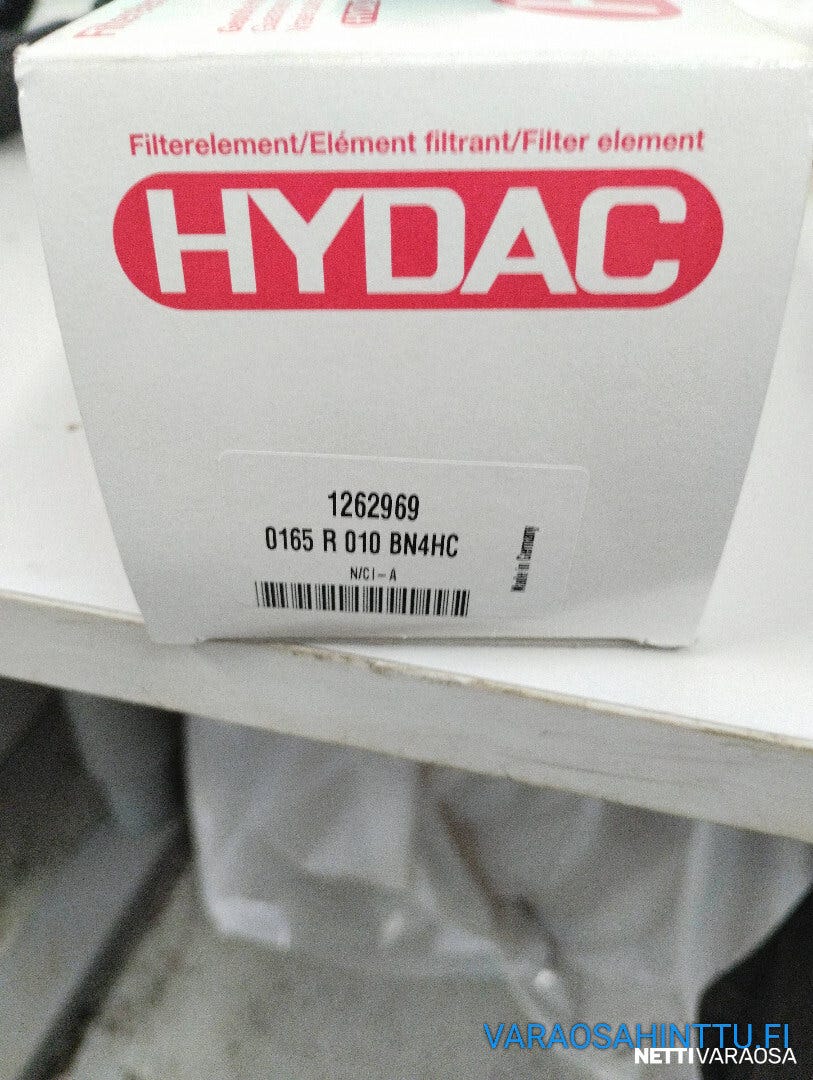 Filterelement/Elément filtrant/Filter element
HYDAC
1262969
0165 R 010 BN4HC
N/CI-A
Made in Germany
VARAOSAHINTTU.FI
NETTIVARAOSA